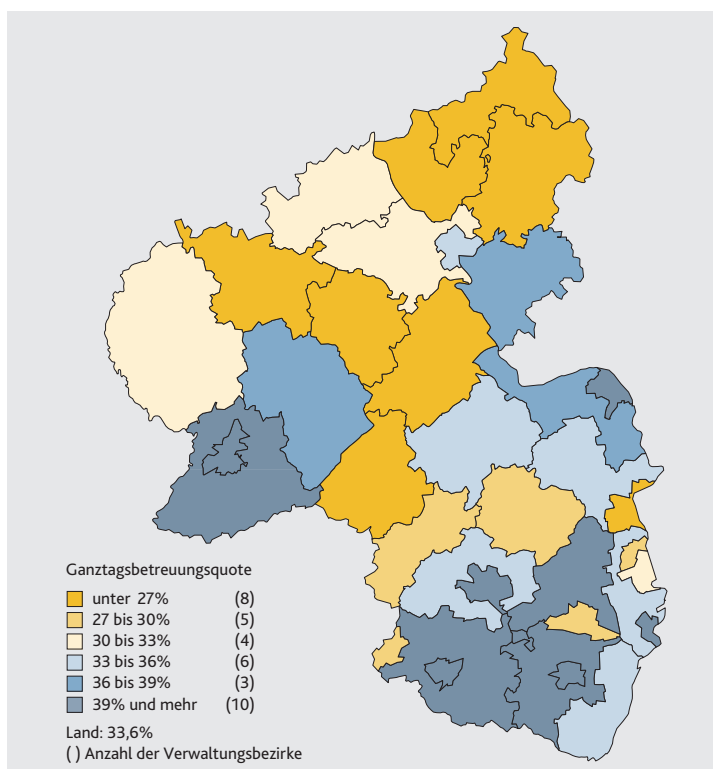 Ganztagsbetreuungsquote
unter 27% (8)
27 bis 30% (5)
30 bis 33% (4)
33 bis 36% (6)
36 bis 39% (3)
39% und mehr (10)
Land: 33,6%
( ) Anzahl der Verwaltungsbezirke